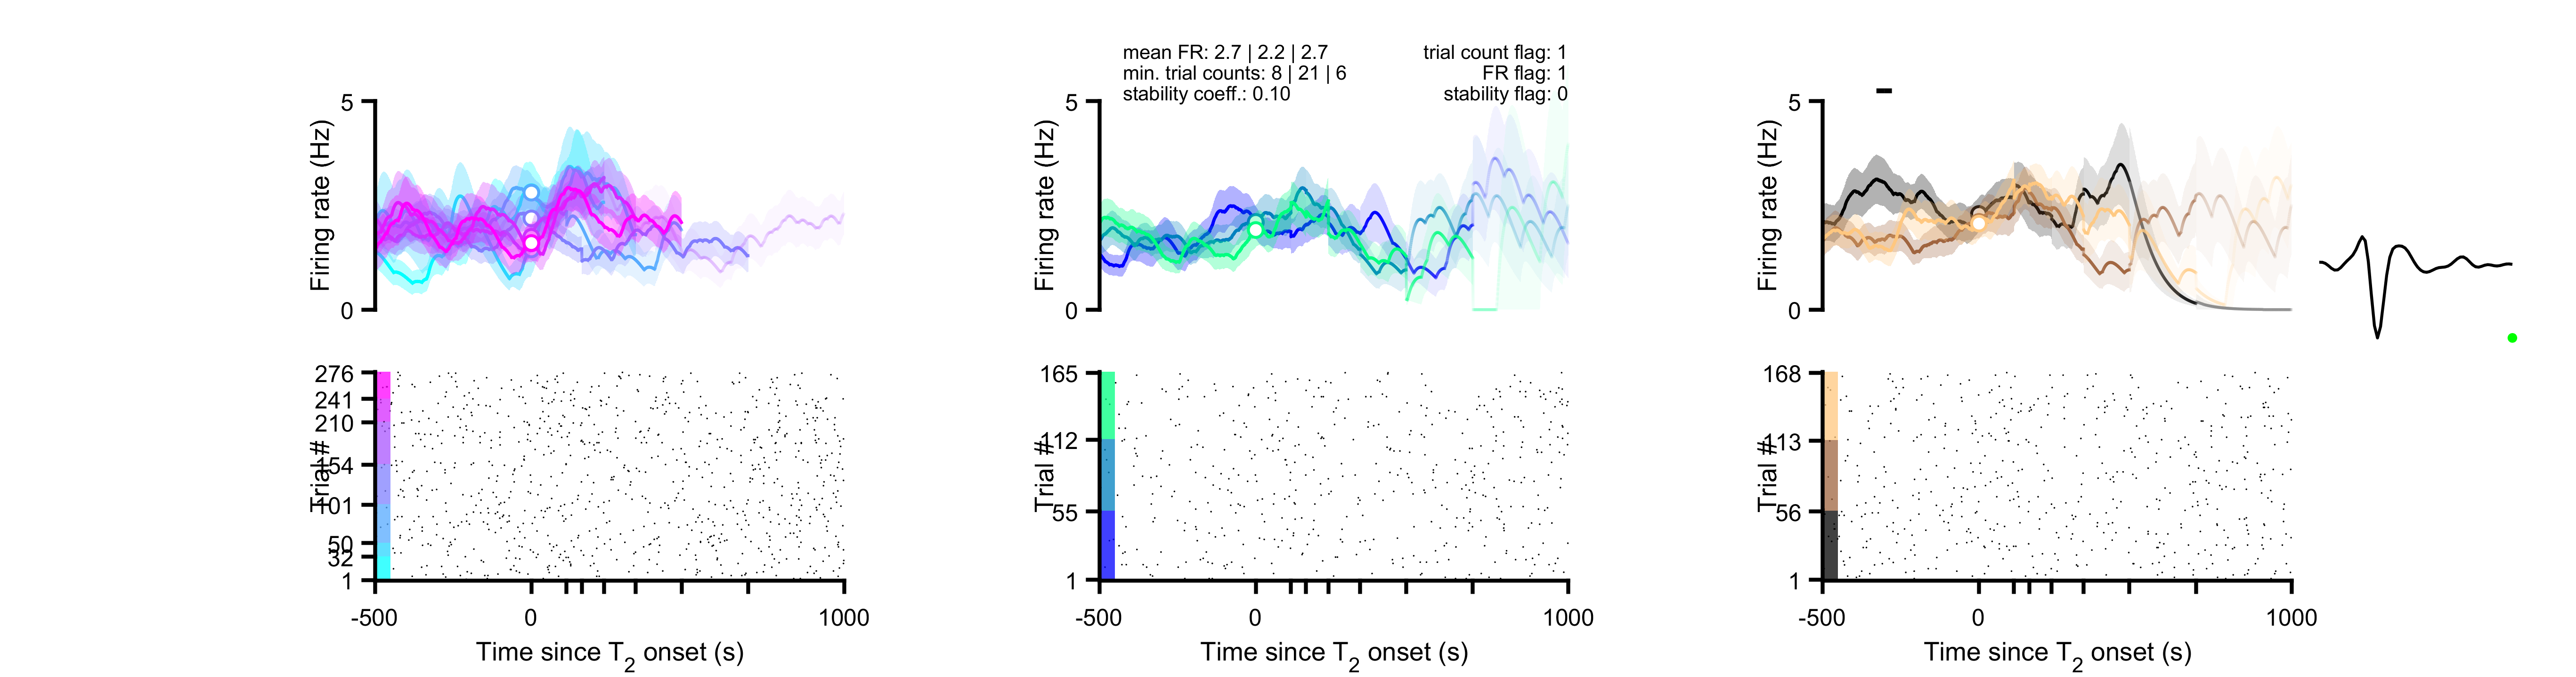 mean FR: 2.7 | 2.2 | 2.7
min. trial counts: 8 | 21 | 6
stability coeff.: 0.10
trial count flag: 1
FR flag: 1
stability flag: 0
5
Firing rate (Hz)
0
276
241
210
154
101
50
32
1
Trial #
-500
0
1000
Time since T2 onset (s)
5
Firing rate (Hz)
0
165
112
55
1
Trial #
-500
0
1000
Time since T2 onset (s)
5
Firing rate (Hz)
0
168
113
56
1
Trial #
-500
0
1000
Time since T2 onset (s)